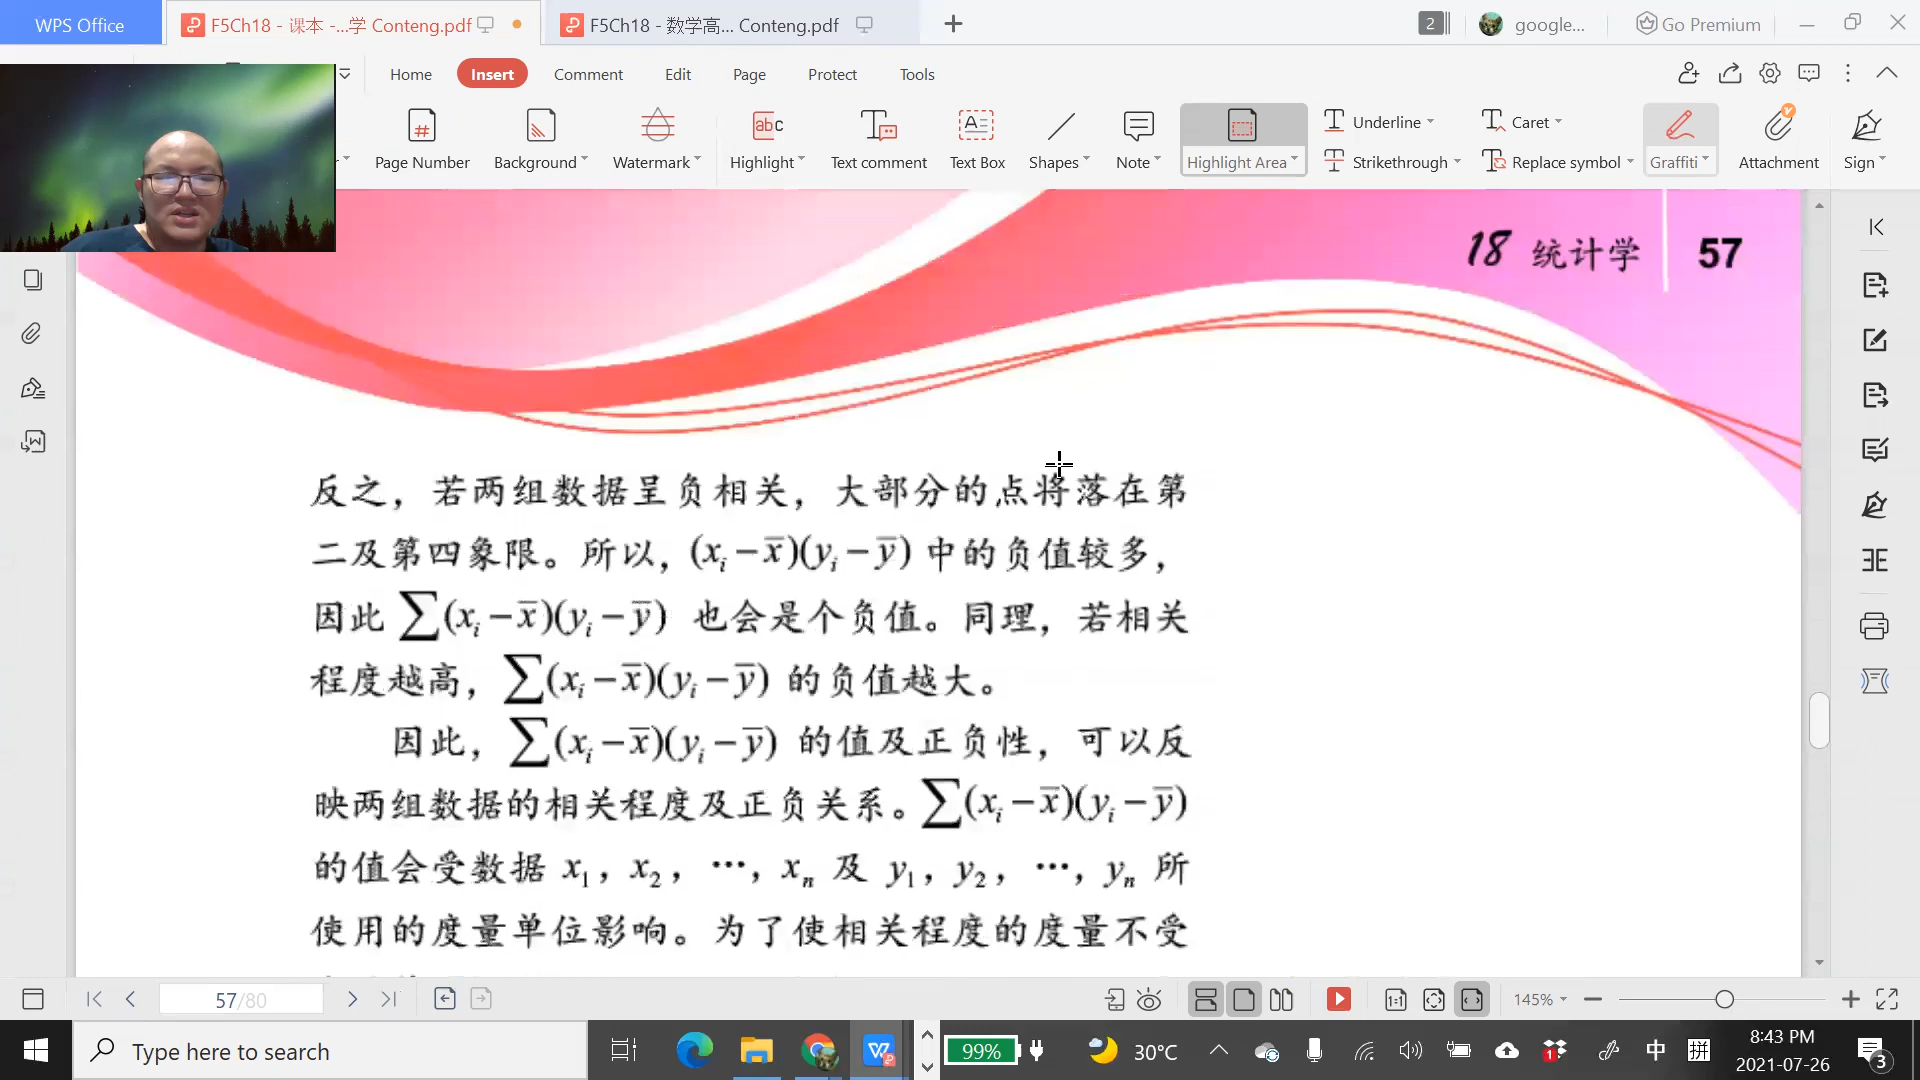 WPS Office
F5Ch18 - 课本 -...学 Conteng.pdf
F5Ch18 - 数学高... Conteng.pdf
2
google...
Go Premium
Home
Insert
Comment
Edit
Page
Protect
Tools
Page Number
Background
Watermark
Highlight
Text comment
Text Box
Shapes
Note
Highlight Area
Underline
Strikethrough
Caret
Replace symbol
Graffiti
Attachment
Sign
18 统计学 57
反之，若两组数据呈负相关，大部分的点将落在第
二及第四象限。所以，(xᵢ − x̅)(yᵢ − y̅) 中的负值较多，
因此 ∑(xᵢ − x̅)(yᵢ − y̅) 也会是个负值。同理，若相关
程度越高，∑(xᵢ − x̅)(yᵢ − y̅) 的负值越大。
因此，∑(xᵢ − x̅)(yᵢ − y̅) 的值及正负性，可以反
映两组数据的相关程度及正负关系。∑(xᵢ − x̅)(yᵢ − y̅)
的值会受数据 x₁，x₂，…，xₙ 及 y₁，y₂，…，yₙ 所
使用的度量单位影响。为了使相关程度的度量不受
57/80
145%
Type here to search
99%
30°C
中
拼
8:43 PM
2021-07-26
3